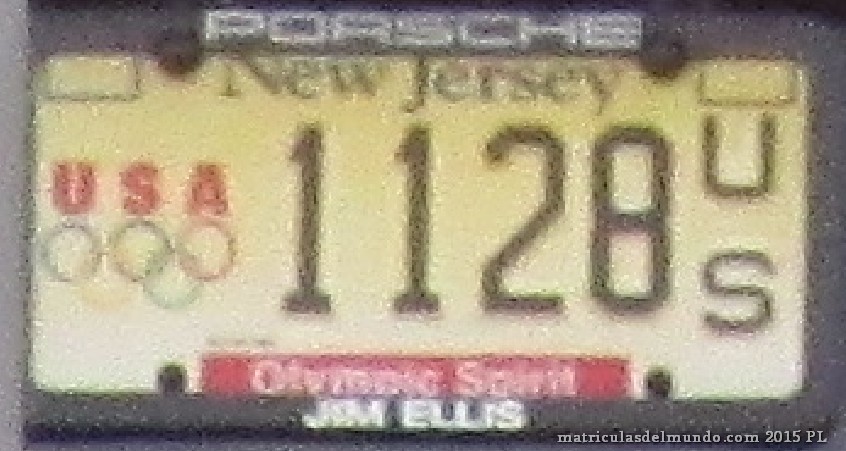 PORSCHE
New Jersey
USA
1128
U
S
Olympic Spirit
JIM ELLIS
matriculasdelmundo.com 2015 PL